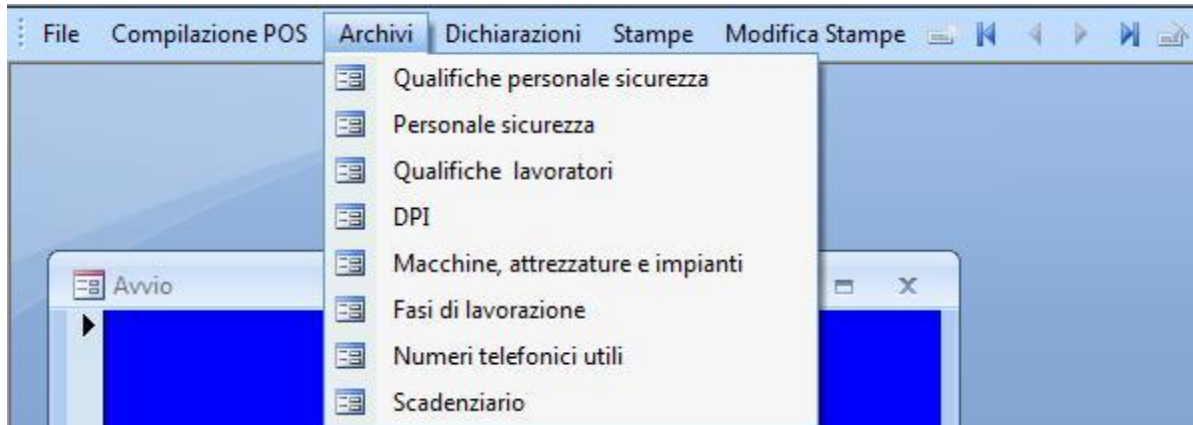 File Compilazione POS Archivi Dichiarazioni Stampe Modifica Stampe
Qualifiche personale sicurezza
Personale sicurezza
Qualifiche lavoratori
DPI
Macchine, attrezzature e impianti
Avvio
Fasi di lavorazione
Numeri telefonici utili
Scadenziario